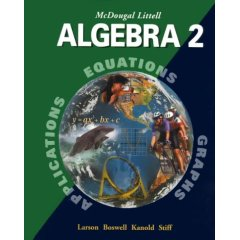 McDougal Littell
ALGEBRA 2
APPLICATIONS
EQUATIONS
GRAPHS
y = ax² + bx + c
Larson Boswell Kanold Stiff